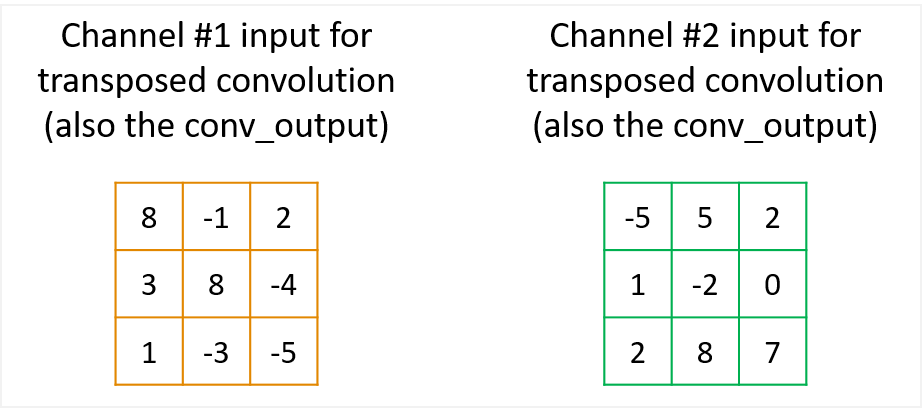 Channel #1 input for
transposed convolution
(also the conv_output)
8 -1 2
3 8 -4
1 -3 -5
Channel #2 input for
transposed convolution
(also the conv_output)
-5 5 2
1 -2 0
2 8 7